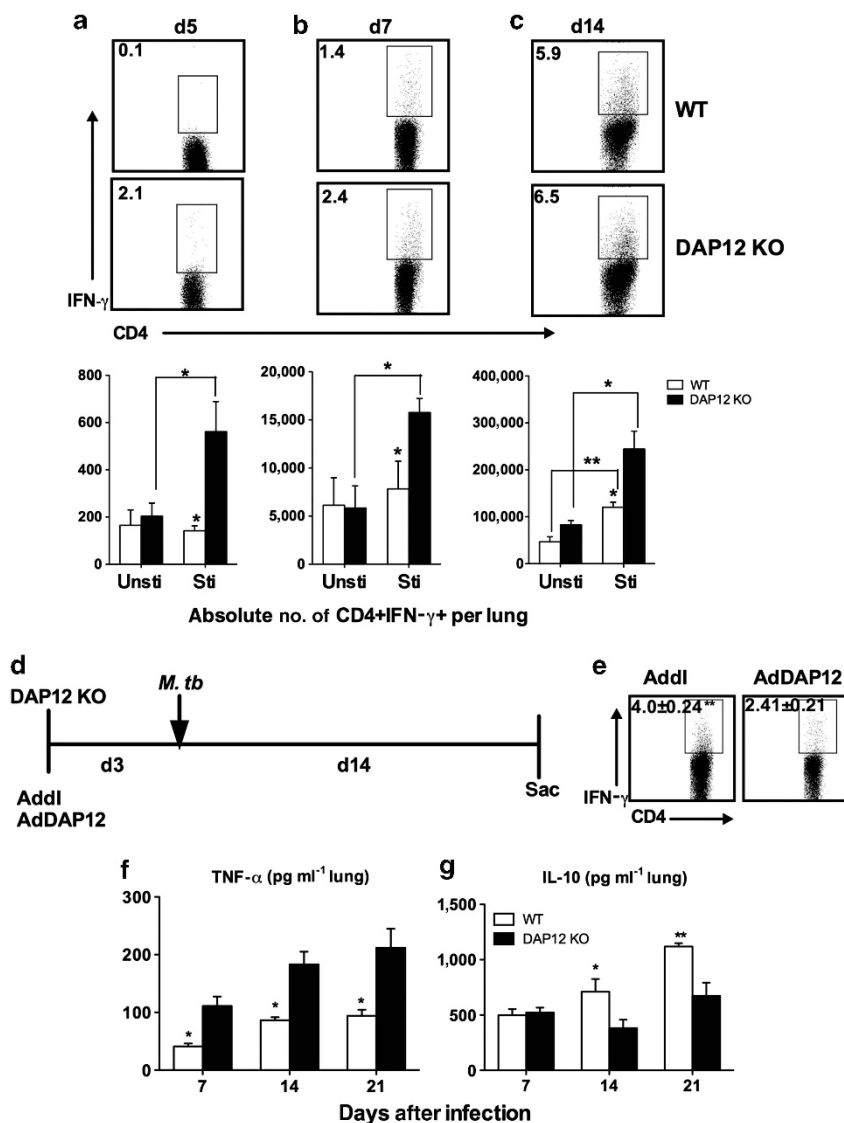 a b c
d5 d7 d14
0.1 1.4 5.9
WT
2.1 2.4 6.5
DAP12 KO
IFN-γ
CD4
800 20,000 400,000
600 15,000 300,000
400 10,000 200,000
200 5,000 100,000
0 0 0
* * *
**
* * *
WT
DAP12 KO
Unsti Sti Unsti Sti Unsti Sti
Absolute no. of CD4+IFN-γ+ per lung
d
DAP12 KO
M. tb
d3 d14
AddI
AdDAP12
Sac
e
AddI AdDAP12
4.0±0.24 ** 2.41±0.21
IFN-γ
CD4
f
TNF-α (pg ml⁻¹ lung)
300
200
100
0
* * *
7 14 21
g
IL-10 (pg ml⁻¹ lung)
1,500
1,000
500
0
WT
DAP12 KO
* **
7 14 21
Days after infection